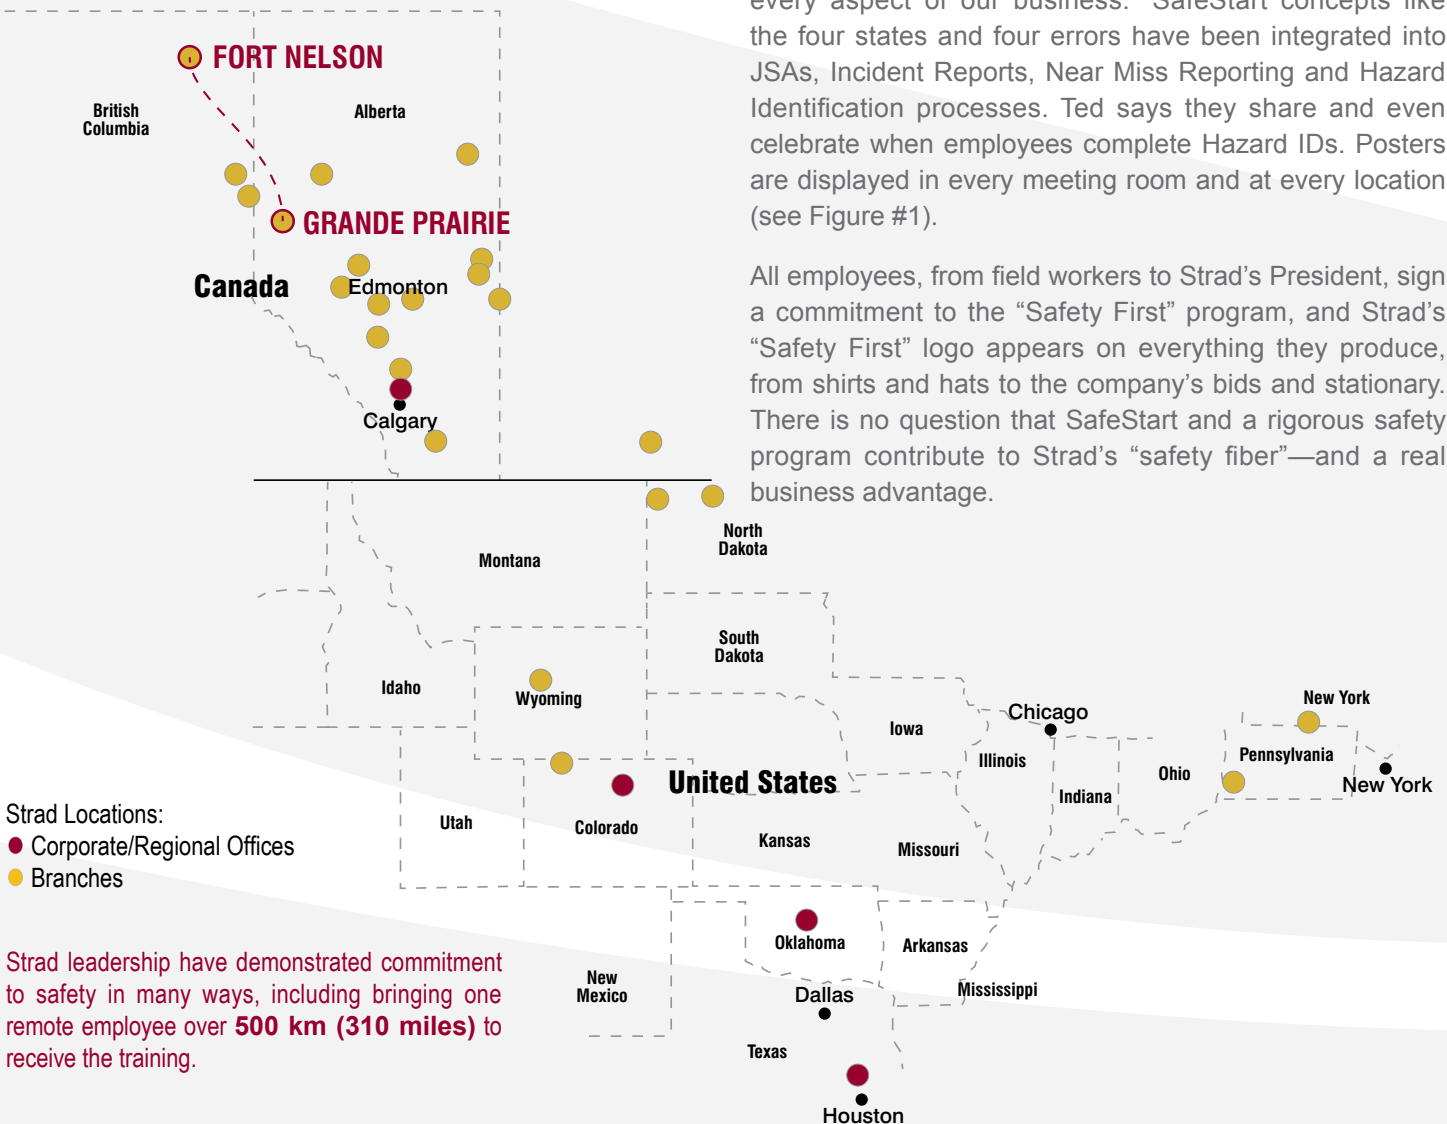 every aspect of our business. SafeStart concepts like
the four states and four errors have been integrated into
JSAs, Incident Reports, Near Miss Reporting and Hazard
Identification processes. Ted says they share and even
celebrate when employees complete Hazard IDs. Posters
are displayed in every meeting room and at every location
(see Figure #1).
All employees, from field workers to Strad’s President, sign
a commitment to the “Safety First” program, and Strad’s
“Safety First” logo appears on everything they produce,
from shirts and hats to the company’s bids and stationary.
There is no question that SafeStart and a rigorous safety
program contribute to Strad’s “safety fiber”—and a real
business advantage.
FORT NELSON
British
Columbia
Alberta
GRANDE PRAIRIE
Canada
Edmonton
Calgary
North
Dakota
Montana
South
Dakota
Idaho
Wyoming
New York
Chicago
Iowa
Pennsylvania
Illinois
Ohio
United States
New York
Indiana
Utah
Colorado
Kansas
Missouri
Oklahoma
Arkansas
New
Mexico
Mississippi
Dallas
Texas
Houston
Strad Locations:
Corporate/Regional Offices
Branches
Strad leadership have demonstrated commitment
to safety in many ways, including bringing one
remote employee over 500 km (310 miles) to
receive the training.